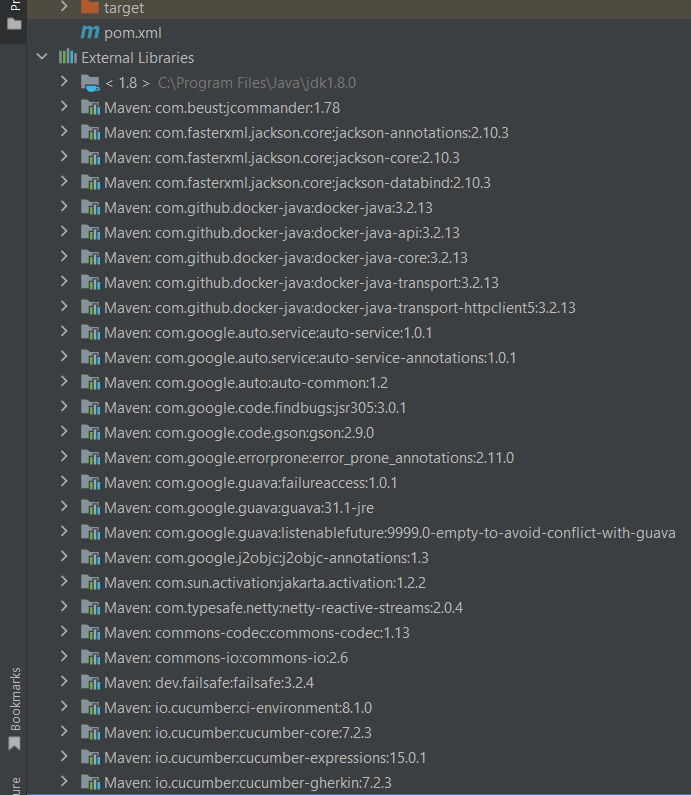 Pr
target
pom.xml
External Libraries
< 1.8 > C:\Program Files\Java\jdk1.8.0
Maven: com.beust:jcommander:1.78
Maven: com.fasterxml.jackson.core:jackson-annotations:2.10.3
Maven: com.fasterxml.jackson.core:jackson-core:2.10.3
Maven: com.fasterxml.jackson.core:jackson-databind:2.10.3
Maven: com.github.docker-java:docker-java:3.2.13
Maven: com.github.docker-java:docker-java-api:3.2.13
Maven: com.github.docker-java:docker-java-core:3.2.13
Maven: com.github.docker-java:docker-java-transport:3.2.13
Maven: com.github.docker-java:docker-java-transport-httpclient5:3.2.13
Maven: com.google.auto.service:auto-service:1.0.1
Maven: com.google.auto.service:auto-service-annotations:1.0.1
Maven: com.google.auto:auto-common:1.2
Maven: com.google.code.findbugs:jsr305:3.0.1
Maven: com.google.code.gson:gson:2.9.0
Maven: com.google.errorprone:error_prone_annotations:2.11.0
Maven: com.google.guava:failureaccess:1.0.1
Maven: com.google.guava:guava:31.1-jre
Maven: com.google.guava:listenablefuture:9999.0-empty-to-avoid-conflict-with-guava
Maven: com.google.j2objc:j2objc-annotations:1.3
Maven: com.sun.activation:jakarta.activation:1.2.2
Maven: com.typesafe.netty:netty-reactive-streams:2.0.4
Maven: commons-codec:commons-codec:1.13
Maven: commons-io:commons-io:2.6
Maven: dev.failsafe:failsafe:3.2.4
Maven: io.cucumber:ci-environment:8.1.0
Maven: io.cucumber:cucumber-core:7.2.3
Maven: io.cucumber:cucumber-expressions:15.0.1
Maven: io.cucumber:cucumber-gherkin:7.2.3
Bookmarks
ure